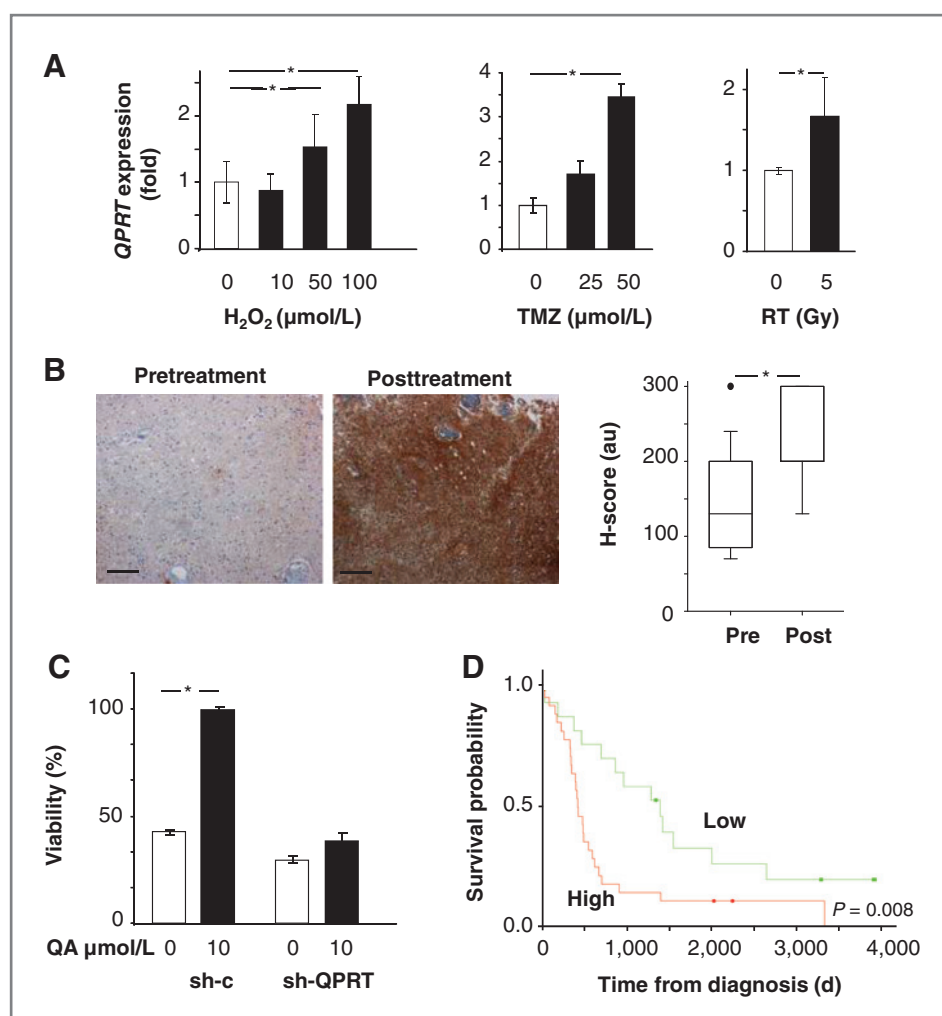 A
QPRT expression
(fold)
2
1
0
*
*
0 10 50 100
H₂O₂ (µmol/L)
4
3
2
1
0
*
0 25 50
TMZ (µmol/L)
2
1
0
*
0 5
RT (Gy)
B
Pretreatment
Posttreatment
H-score (au)
300
200
100
0
*
Pre Post
C
Viability (%)
100
50
0
*
QA µmol/L 0 10 0 10
sh-c sh-QPRT
D
Survival probability
1.0
0.5
0.0
Low
High
P = 0.008
0 1,000 2,000 3,000 4,000
Time from diagnosis (d)